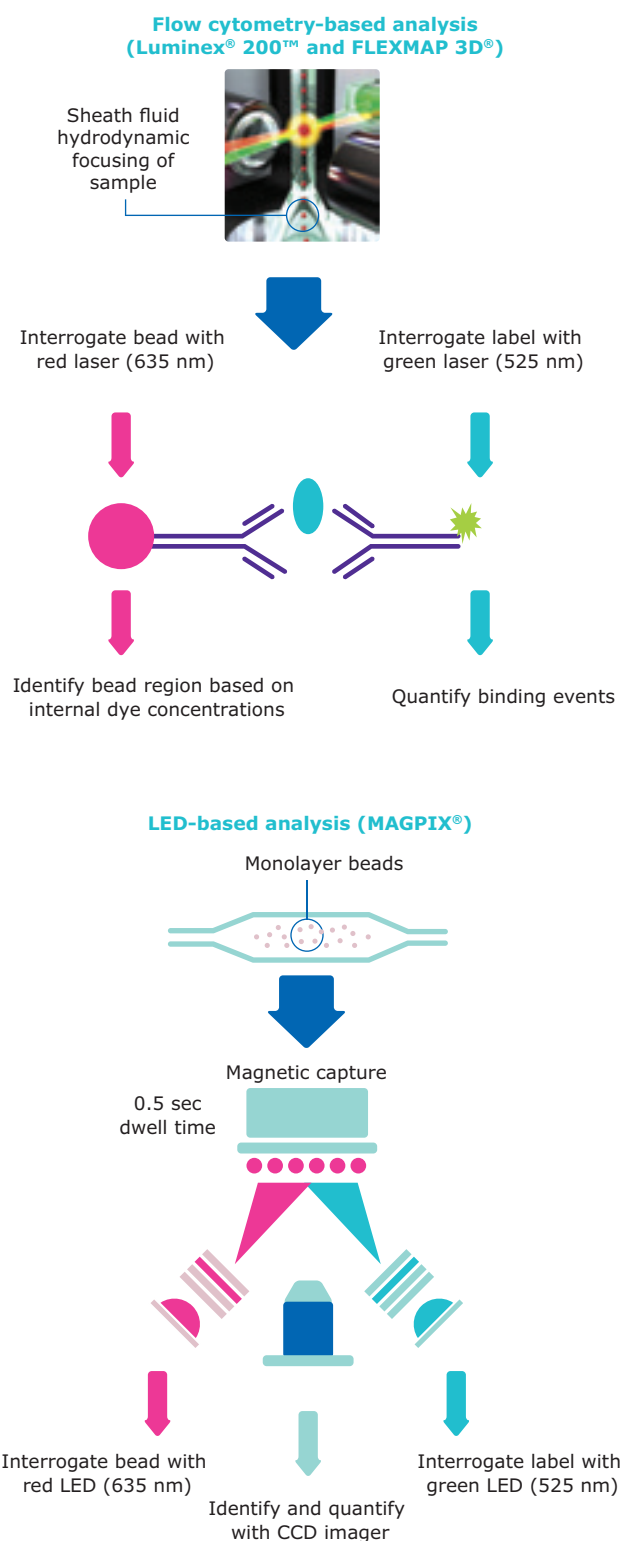 Flow cytometry-based analysis
(Luminex® 200™ and FLEXMAP 3D®)
Sheath fluid
hydrodynamic
focusing of
sample
Interrogate bead with
red laser (635 nm)
Interrogate label with
green laser (525 nm)
Identify bead region based on
internal dye concentrations
Quantify binding events
LED-based analysis (MAGPIX®)
Monolayer beads
Magnetic capture
0.5 sec
dwell time
Interrogate bead with
red LED (635 nm)
Interrogate label with
green LED (525 nm)
Identify and quantify
with CCD imager